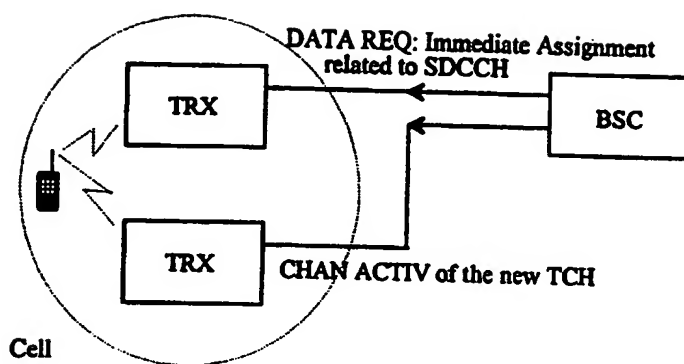 DATA REQ: Immediate Assignment
related to SDCCH
TRX
BSC
TRX
CHAN ACTIV of the new TCH
Cell